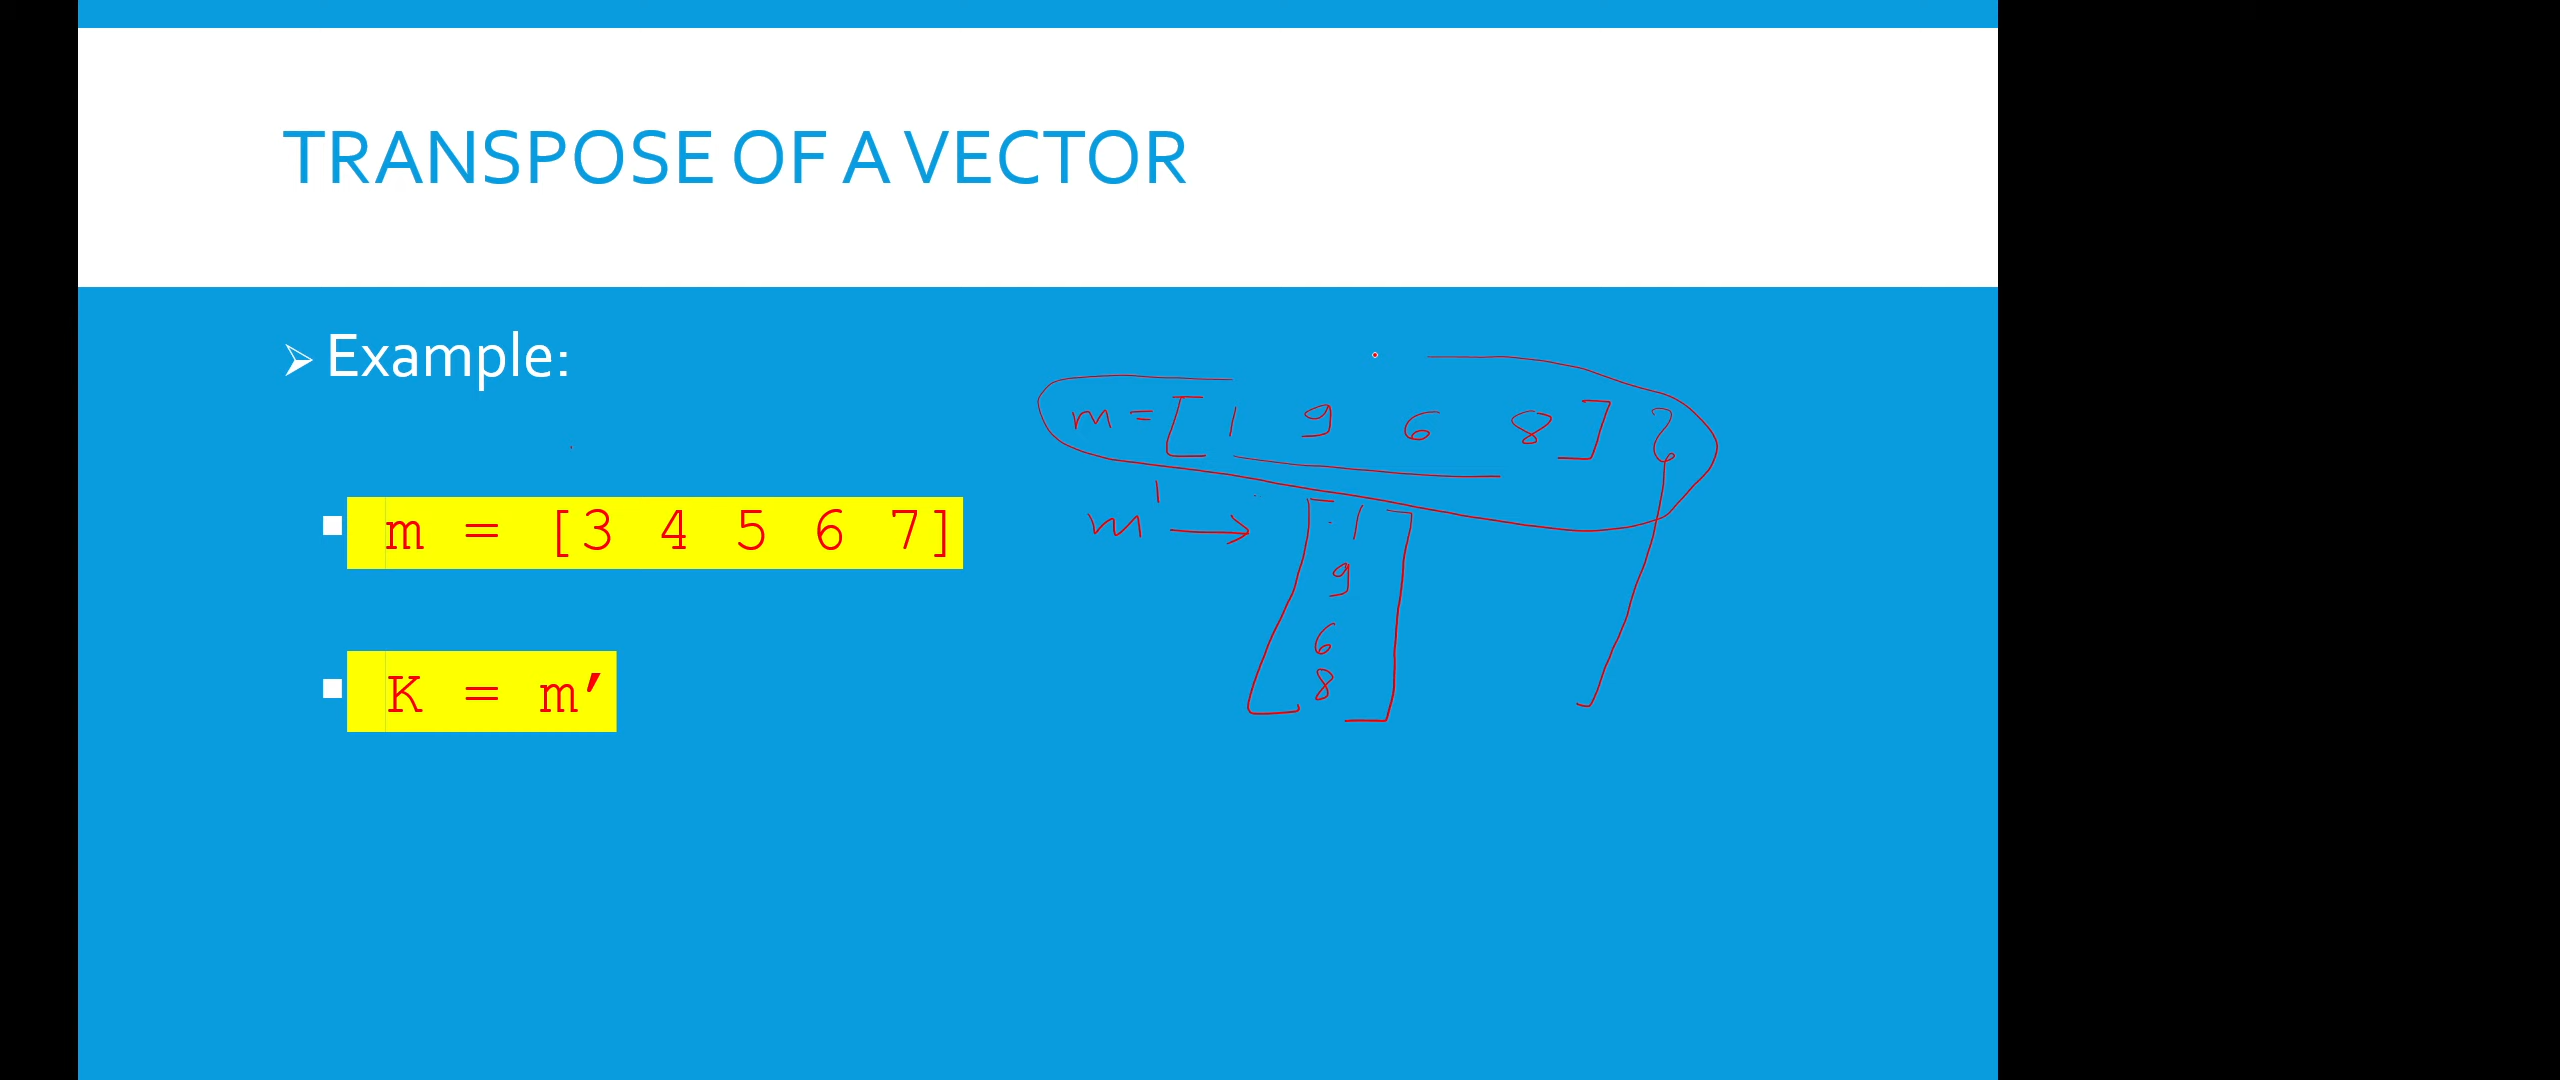 TRANSPOSE OF A VECTOR
➢ Example:
m = [1 9 6 8]
▪ m = [3 4 5 6 7]
m' → [1
9
6
8]
▪ K = m′